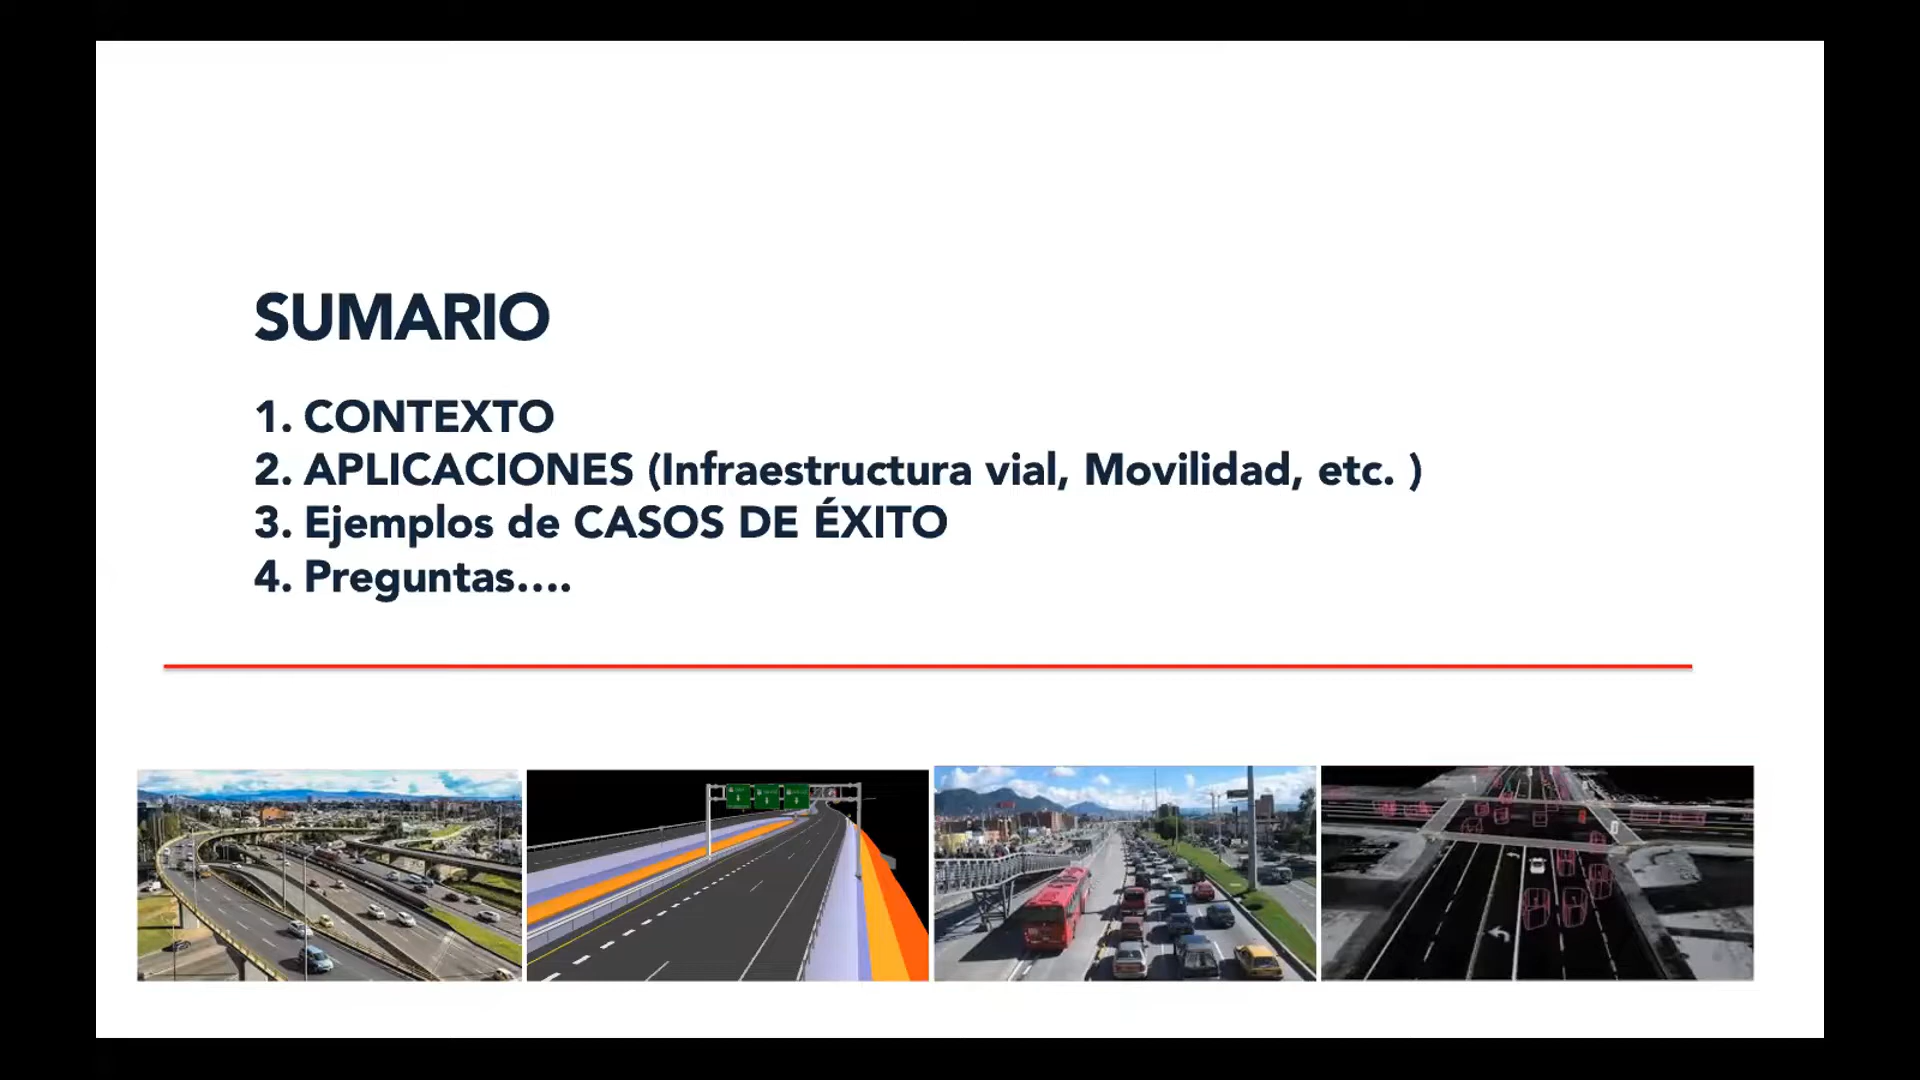 SUMARIO
1. CONTEXTO
2. APLICACIONES (Infraestructura vial, Movilidad, etc. )
3. Ejemplos de CASOS DE ÉXITO
4. Preguntas....